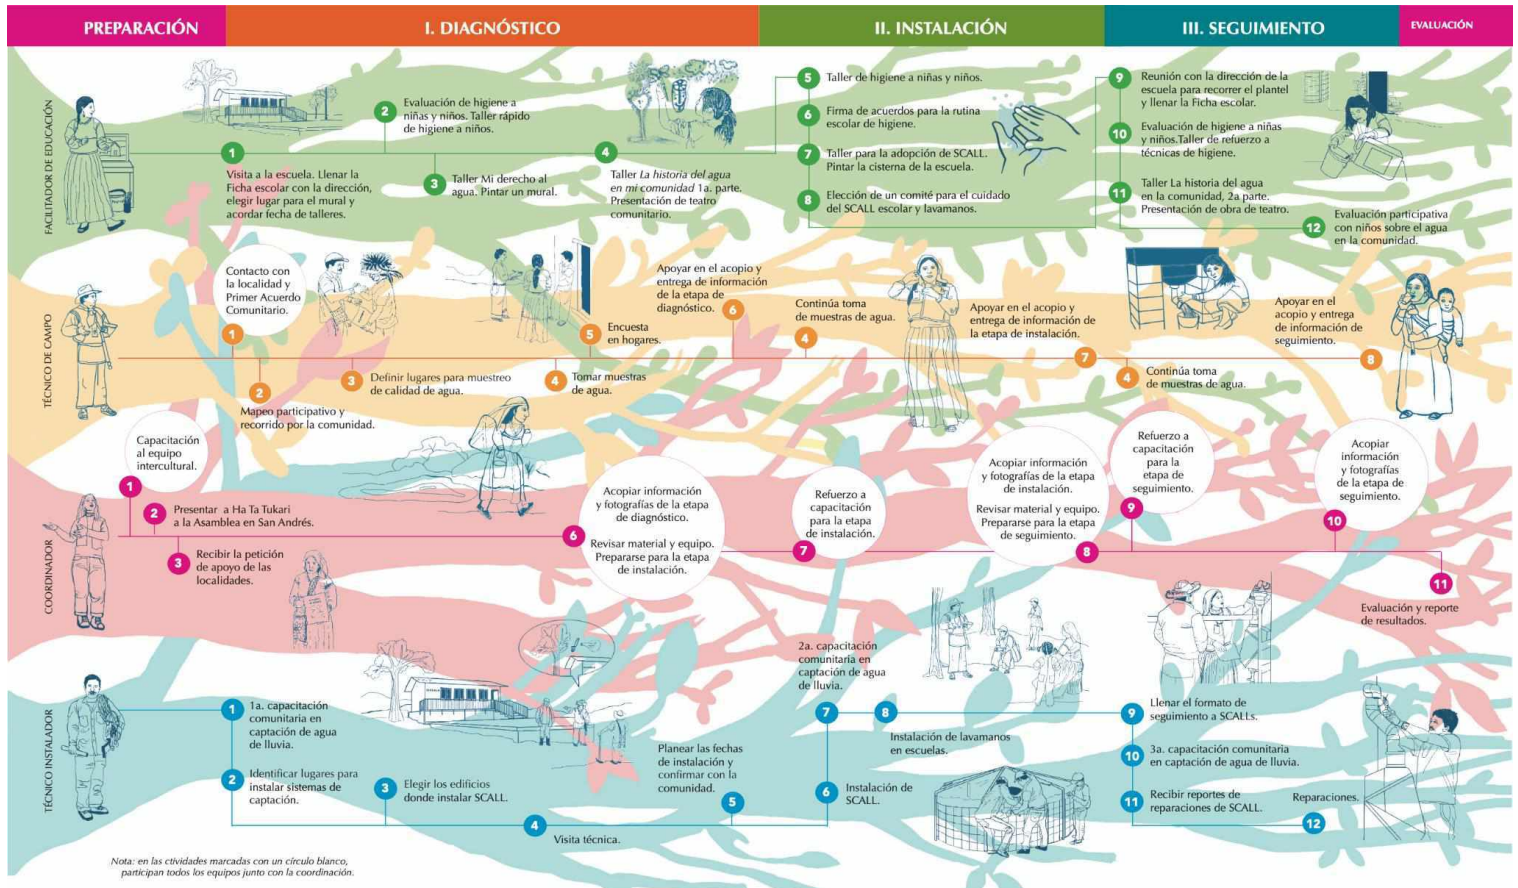 PREPARACIÓN
I. DIAGNÓSTICO
II. INSTALACIÓN
III. SEGUIMIENTO
EVALUACIÓN
FACILITADOR DE EDUCACIÓN
1
Visita a la escuela. Llenar la
Ficha escolar con la dirección,
elegir lugar para el mural y
acordar fecha de talleres.
2
Evaluación de higiene a
niñas y niños. Taller rápido
de higiene a niños.
3
Taller Mi derecho al
agua. Pintar un mural.
4
Taller La historia del agua
en mi comunidad 1a. parte.
Presentación de teatro
comunitario.
5
Taller de higiene a niñas y niños.
6
Firma de acuerdos para la rutina
escolar de higiene.
7
Taller para la adopción de SCALL.
Pintar la cisterna de la escuela.
8
Elección de un comité para el cuidado
del SCALL escolar y lavamanos.
9
Reunión con la dirección de la
escuela para recorrer el plantel
y llenar la Ficha escolar.
10
Evaluación de higiene a niñas
y niños.Taller de refuerzo a
técnicas de higiene.
11
Taller La historia del agua
en la comunidad, 2a parte.
Presentación de obra de teatro.
12
Evaluación participativa
con niños sobre el agua
en la comunidad.
TÉCNICO DE CAMPO
Contacto con
la localidad y
Primer Acuerdo
Comunitario.
1
2
Mapeo participativo y
recorrido por la comunidad.
3
Definir lugares para muestreo
de calidad de agua.
4
Tomar muestras
de agua.
5
Encuesta
en hogares.
Apoyar en el acopio y
entrega de información
de la etapa de
diagnóstico.
6
Continúa toma
de muestras de agua.
4
Apoyar en el acopio y
entrega de información de
la etapa de instalación.
7
4
Continúa toma
de muestras de agua.
Apoyar en el
acopio y entrega
de información de
seguimiento.
8
COORDINADOR
Capacitación
al equipo
intercultural.
1
2
Presentar a Ha Ta Tukari
a la Asamblea en San Andrés.
3
Recibir la petición
de apoyo de las
localidades.
6
Acopiar información
y fotografías de la etapa
de diagnóstico.
Revisar material y equipo.
Prepararse para la etapa
de instalación.
Refuerzo a
capacitación
para la etapa
de instalación.
7
Acopiar información
y fotografías de la etapa
de instalación.
Revisar material y equipo.
Prepararse para la etapa
de seguimiento.
8
Refuerzo a
capacitación
para la
etapa de
seguimiento.
9
Acopiar
información
y fotografías
de la etapa de
seguimiento.
10
11
Evaluación y reporte
de resultados.
TÉCNICO INSTALADOR
1
1a. capacitación
comunitaria en
captación de agua
de lluvia.
2
Identificar lugares para
instalar sistemas de
captación.
3
Elegir los edificios
donde instalar SCALL.
4
Visita técnica.
Planear las fechas
de instalación y
confirmar con la
comunidad.
5
6
Instalación de
SCALL.
2a. capacitación
comunitaria en
captación de agua
de lluvia.
7
8
Instalación de lavamanos
en escuelas.
9
Llenar el formato de
seguimiento a SCALLs.
10
3a. capacitación comunitaria
en captación de agua de lluvia.
11
Recibir reportes de
reparaciones de SCALL.
Reparaciones.
12
Nota: en las ctividades marcadas con un círculo blanco,
participan todos los equipos junto con la coordinación.